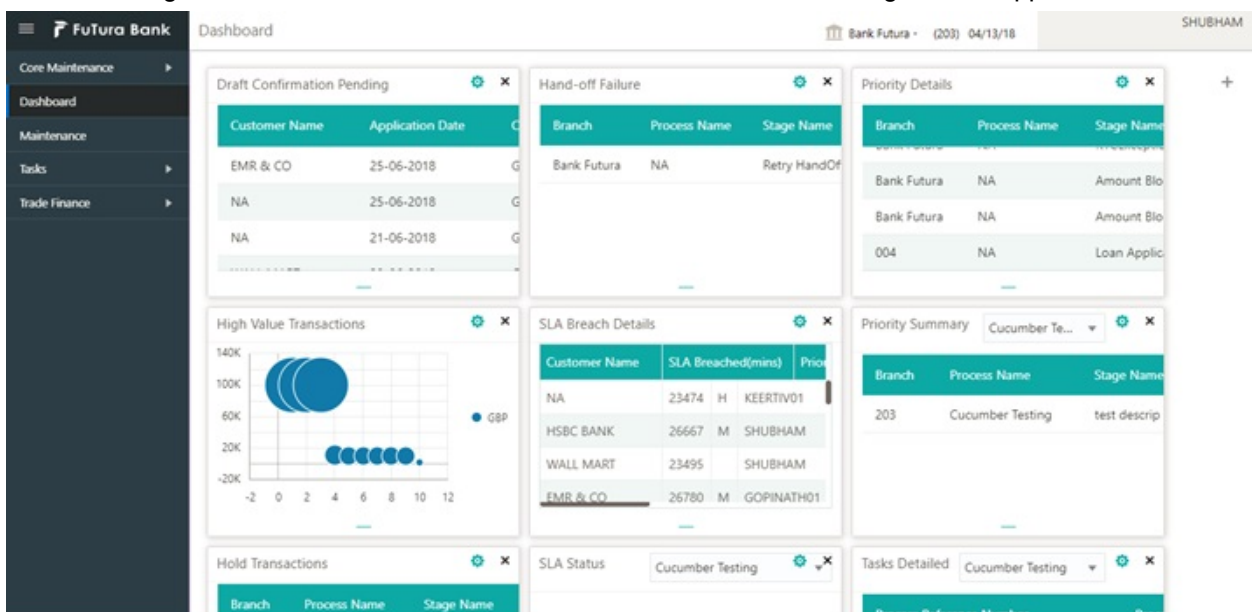 FuTura Bank
Dashboard
Bank Futura - (203) 04/13/18
SHUBHAM
Core Maintenance
Dashboard
Maintenance
Tasks
Trade Finance
Draft Confirmation Pending
Customer Name Application Date
EMR & CO 25-06-2018 G
NA 25-06-2018 G
NA 21-06-2018 G
Hand-off Failure
Branch Process Name Stage Name
Bank Futura NA Retry HandOf
Priority Details
Branch Process Name Stage Name
Bank Futura NA Amount Blo
Bank Futura NA Amount Blo
004 NA Loan Applic
High Value Transactions
140K
100K
60K
20K
-20K
-2 0 2 4 6 8 10 12
GBP
SLA Breach Details
Customer Name SLA Breached(mins) Prior
NA 23474 H KEERTIV01
HSBC BANK 26667 M SHUBHAM
WALL MART 23495 SHUBHAM
EMR & CO 26780 M GOPINATH01
Priority Summary Cucumber Te...
Branch Process Name Stage Name
203 Cucumber Testing test descrip
Hold Transactions
Branch Process Name Stage Name
SLA Status Cucumber Testing
Tasks Detailed Cucumber Testing